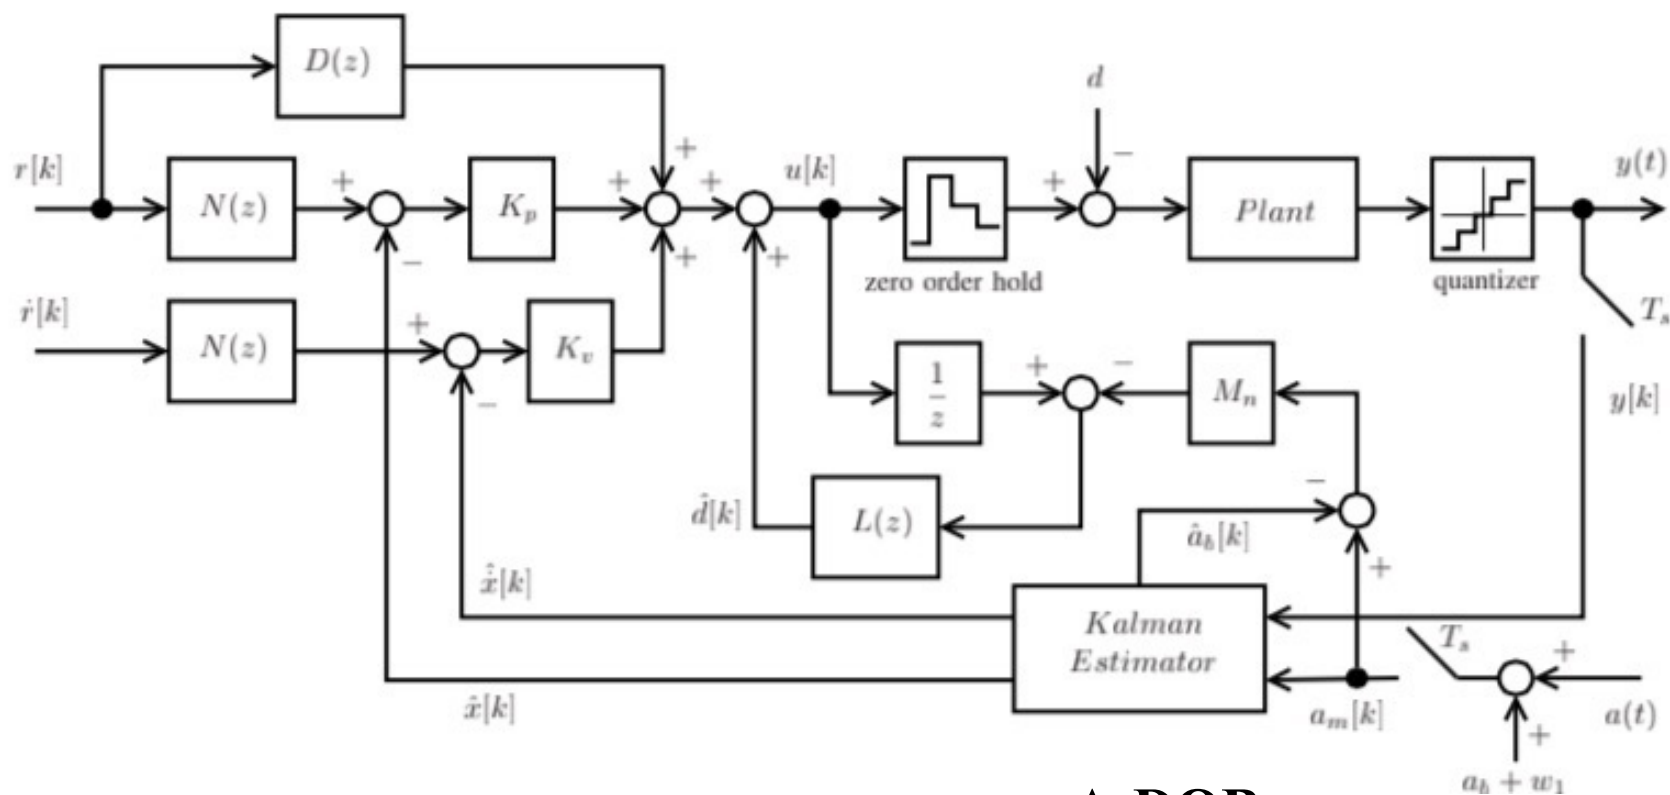 D(z)
d
r[k]
N(z)
+
−
K_p
+
+
+
+
+
u[k]
+
−
zero order hold
Plant
quantizer
y(t)
T_s
ṙ[k]
N(z)
+
−
K_v
1
z
+
−
M_n
y[k]
d̂[k]
L(z)
−
+
â_b[k]
x̂̇[k]
Kalman
Estimator
T_s
+
x̂[k]
a_m[k]
+
a(t)
a_b + w_1